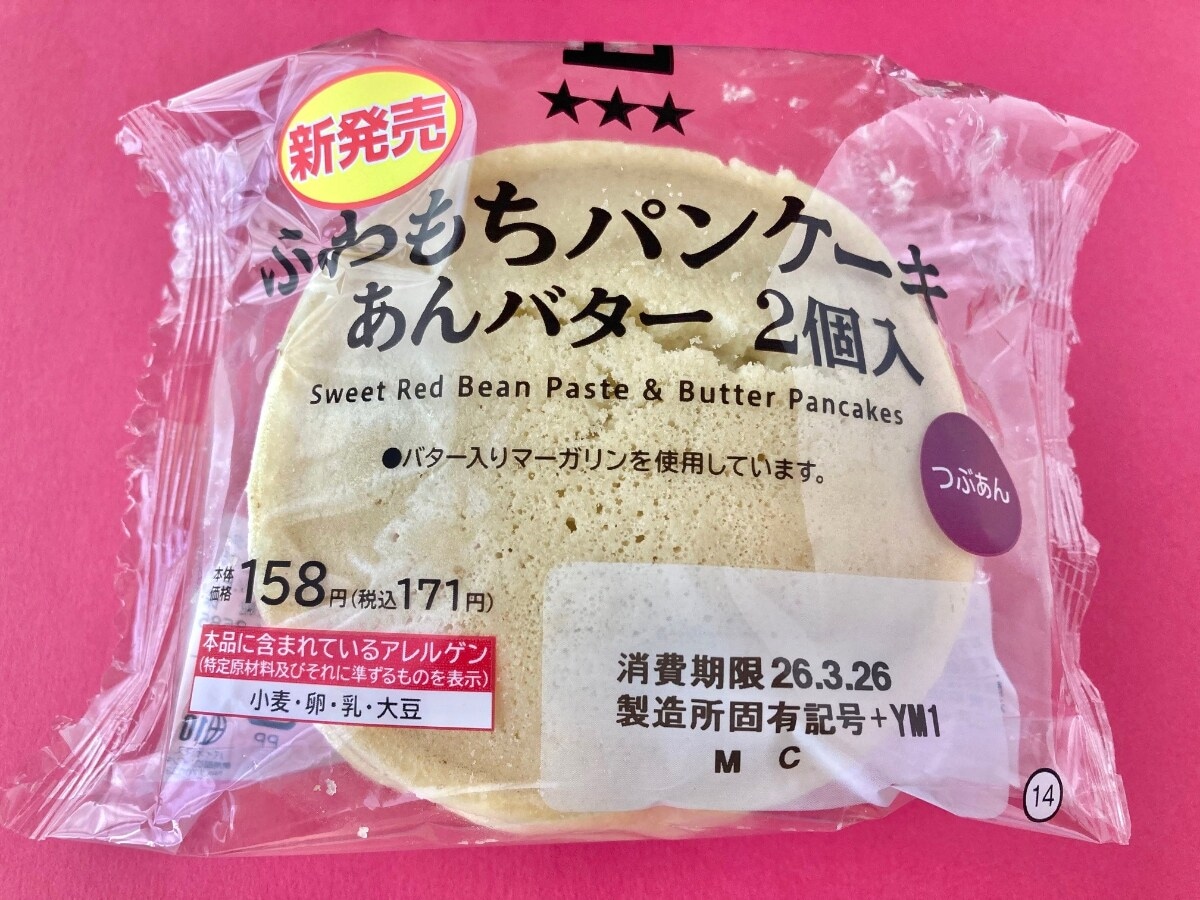 ★★★
新発売
ふわもちパンケーキ
あんバター 2個入
Sweet Red Bean Paste & Butter Pancakes
●バター入りマーガリンを使用しています。
つぶあん
本体価格158円(税込171円)
本品に含まれているアレルゲン
(特定原材料及びそれに準ずるものを表示)
小麦・卵・乳・大豆
消費期限 26.3.26
製造所固有記号+YM1
M C
14
PP